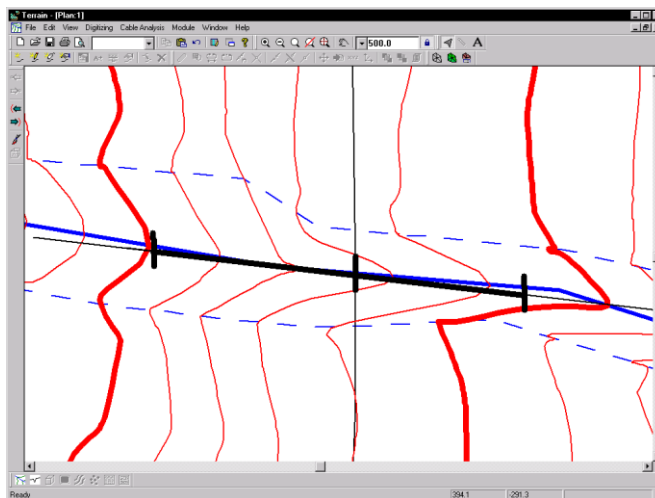 Terrain - [Plan:1]
File Edit View Digitizing Cable Analysis Module Window Help
500.0
A
Ready
394.1
-291.3